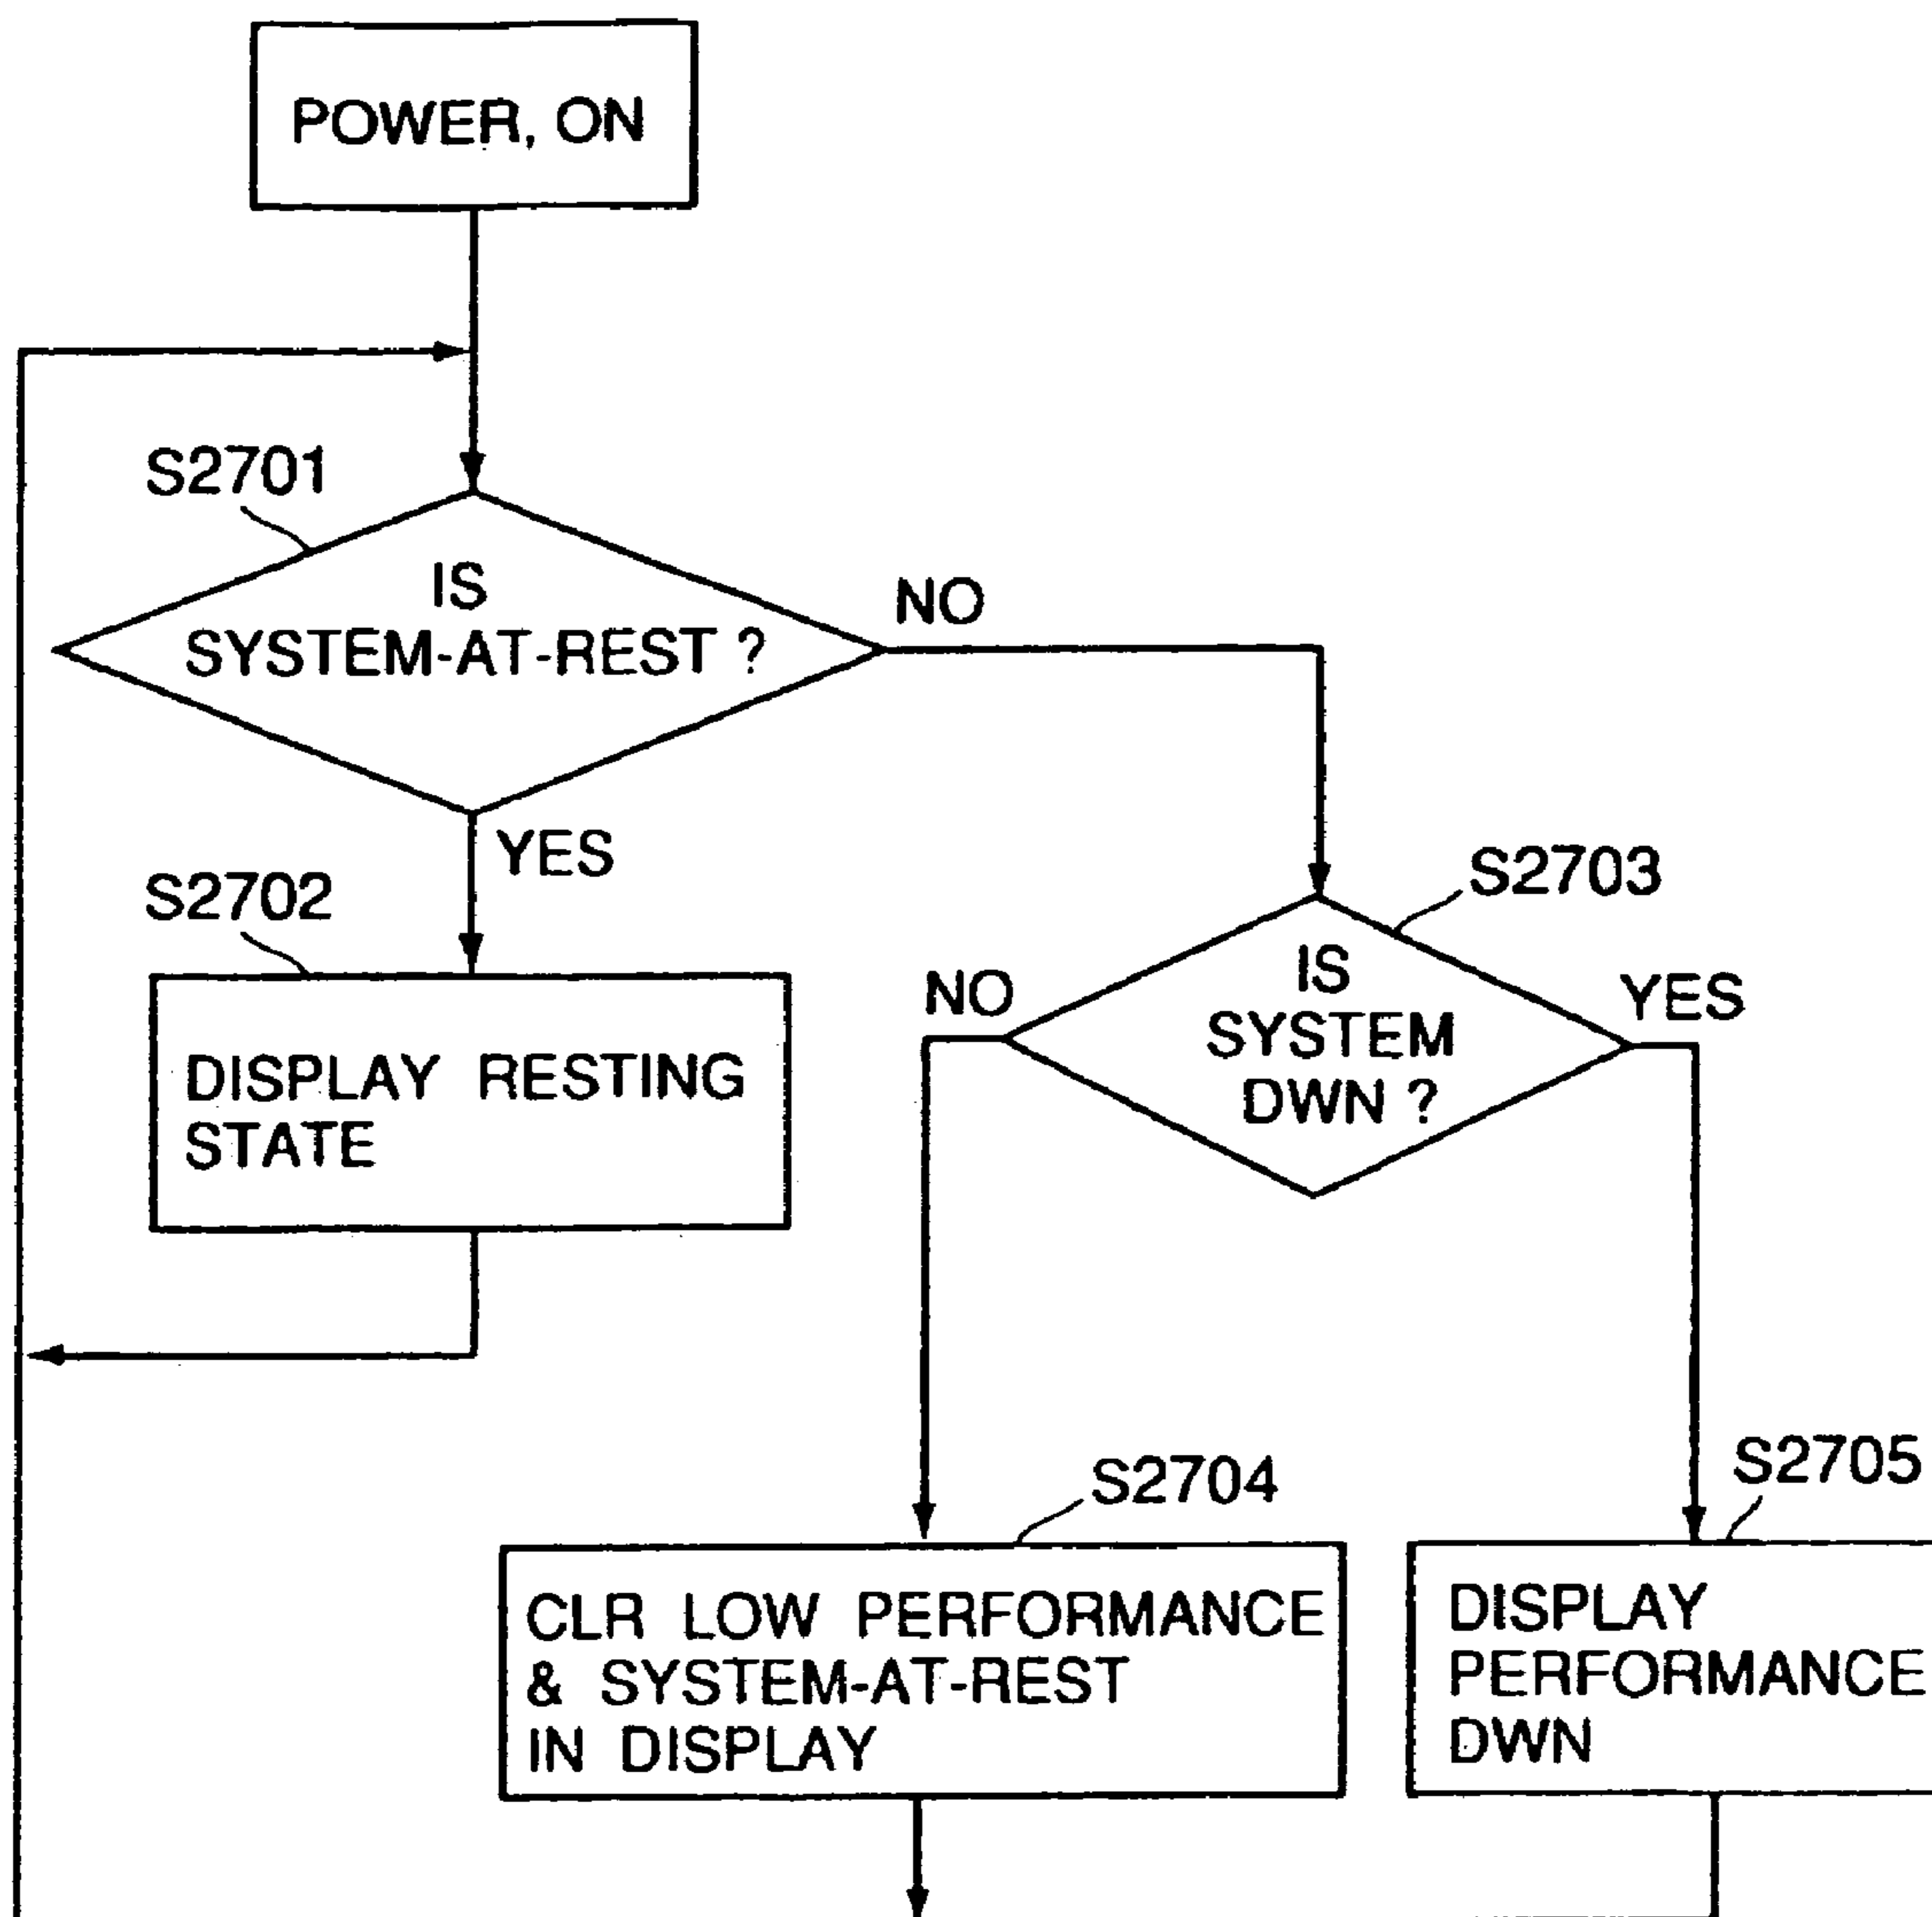 POWER, ON
S2701
IS
SYSTEM-AT-REST ?
NO
YES
S2702
DISPLAY RESTING
STATE
S2703
IS
SYSTEM
DWN ?
NO
YES
S2704
CLR LOW PERFORMANCE
& SYSTEM-AT-REST
IN DISPLAY
S2705
DISPLAY
PERFORMANCE
DWN